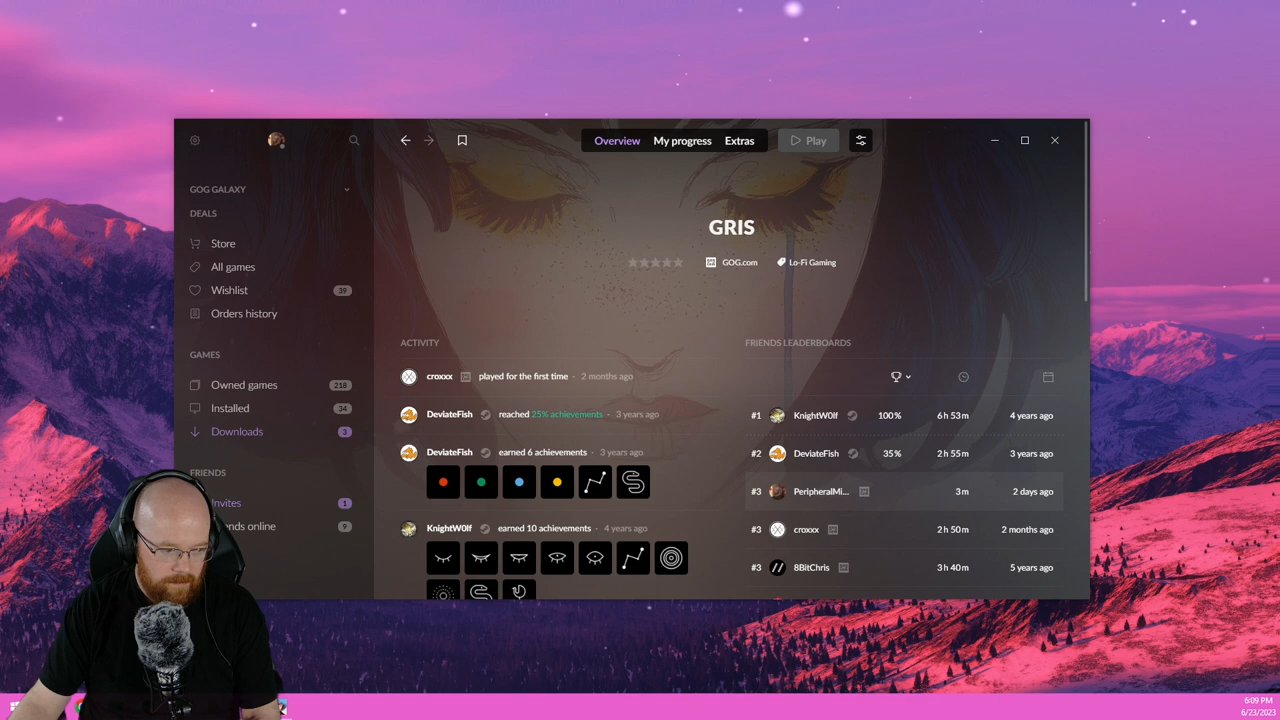 Overview My progress Extras Play
GOG GALAXY
DEALS
Store
All games
Wishlist 39
Orders history
GAMES
Owned games 218
Installed 34
Downloads 3
FRIENDS
Invites 1
ends online 9
GRIS
GOG.com Lo-Fi Gaming
ACTIVITY
croxxx played for the first time · 2 months ago
DeviateFish reached 25% achievements · 3 years ago
DeviateFish earned 6 achievements · 3 years ago
KnightW0lf earned 10 achievements · 4 years ago
FRIENDS LEADERBOARDS
#1 KnightW0lf 100% 6 h 53 m 4 years ago
#2 DeviateFish 35% 2 h 55 m 3 years ago
#3 PeripheralMi... 3 m 2 days ago
#3 croxxx 2 h 50 m 2 months ago
#3 8BitChris 3 h 40 m 5 years ago
6:09 PM
6/23/2023